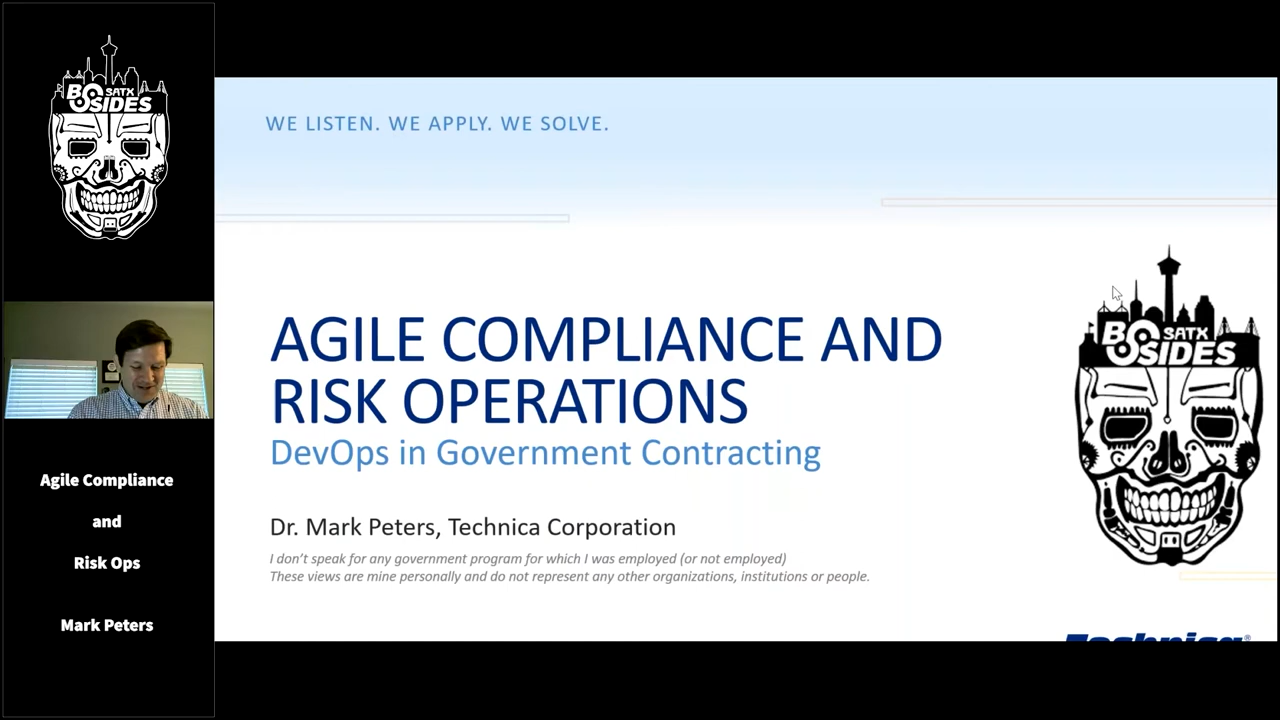 BSIDES SATX
Agile Compliance
and
Risk Ops
Mark Peters
WE LISTEN. WE APPLY. WE SOLVE.
AGILE COMPLIANCE AND
RISK OPERATIONS
DevOps in Government Contracting
Dr. Mark Peters, Technica Corporation
I don't speak for any government program for which I was employed (or not employed)
These views are mine personally and do not represent any other organizations, institutions or people.
BSIDES SATX
Technica®